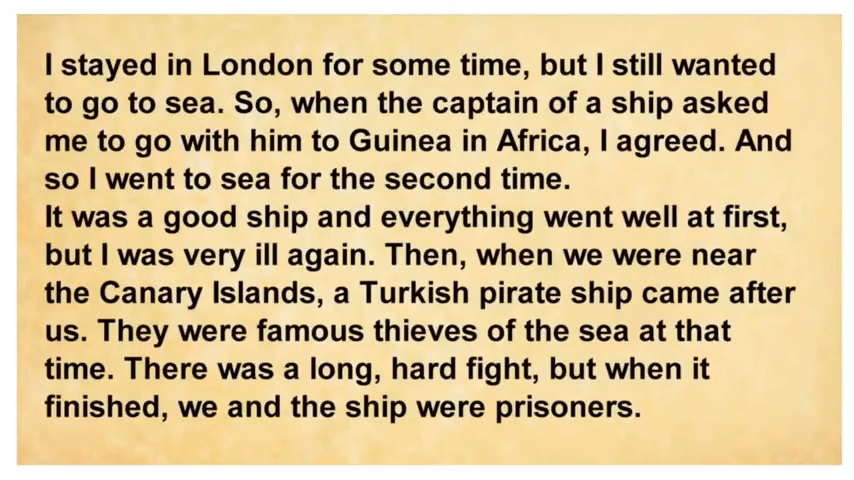 I stayed in London for some time, but I still wanted
to go to sea. So, when the captain of a ship asked
me to go with him to Guinea in Africa, I agreed. And
so I went to sea for the second time.
It was a good ship and everything went well at first,
but I was very ill again. Then, when we were near
the Canary Islands, a Turkish pirate ship came after
us. They were famous thieves of the sea at that
time. There was a long, hard fight, but when it
finished, we and the ship were prisoners.